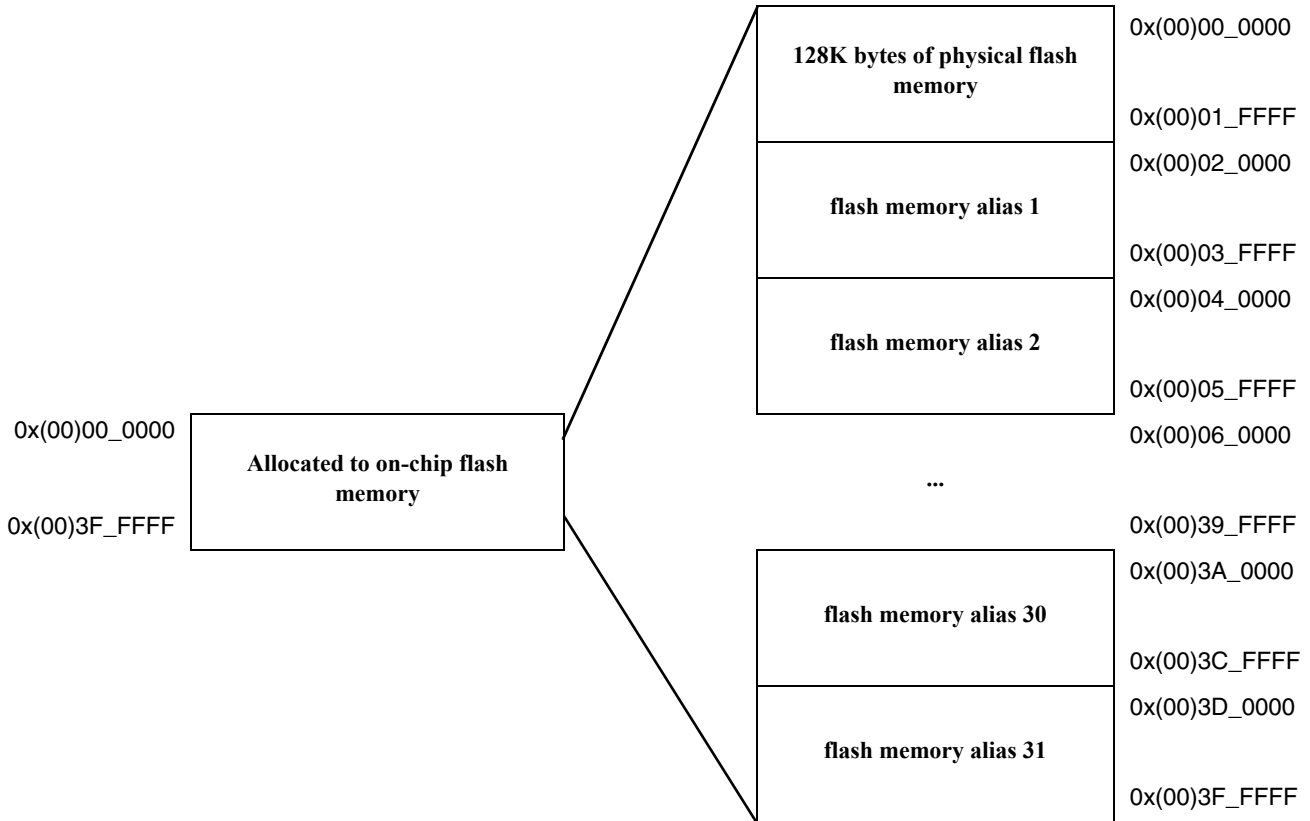 0x(00)00_0000
0x(00)3F_FFFF
Allocated to on-chip flash
memory
128K bytes of physical flash
memory
0x(00)00_0000
0x(00)01_FFFF
flash memory alias 1
0x(00)02_0000
0x(00)03_FFFF
flash memory alias 2
0x(00)04_0000
0x(00)05_FFFF
...
0x(00)06_0000
0x(00)39_FFFF
flash memory alias 30
0x(00)3A_0000
0x(00)3C_FFFF
flash memory alias 31
0x(00)3D_0000
0x(00)3F_FFFF